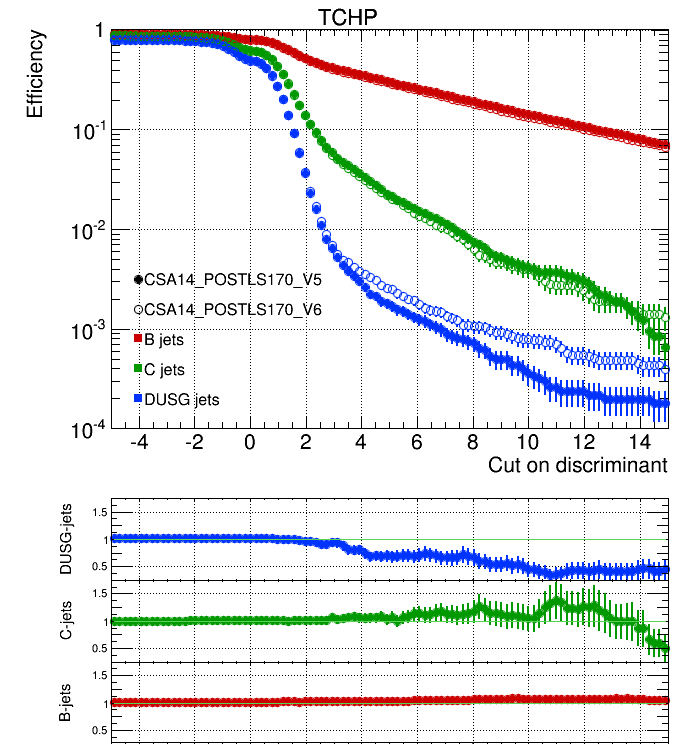 TCHP
Efficiency
1
10-1
10-2
10-3
10-4
CSA14_POSTLS170_V5
CSA14_POSTLS170_V6
B jets
C jets
DUSG jets
-4 -2 0 2 4 6 8 10 12 14
Cut on discriminant
DUSG-jets
1.5
1
0.5
C-jets
1.5
1
0.5
B-jets
1.5
1
0.5